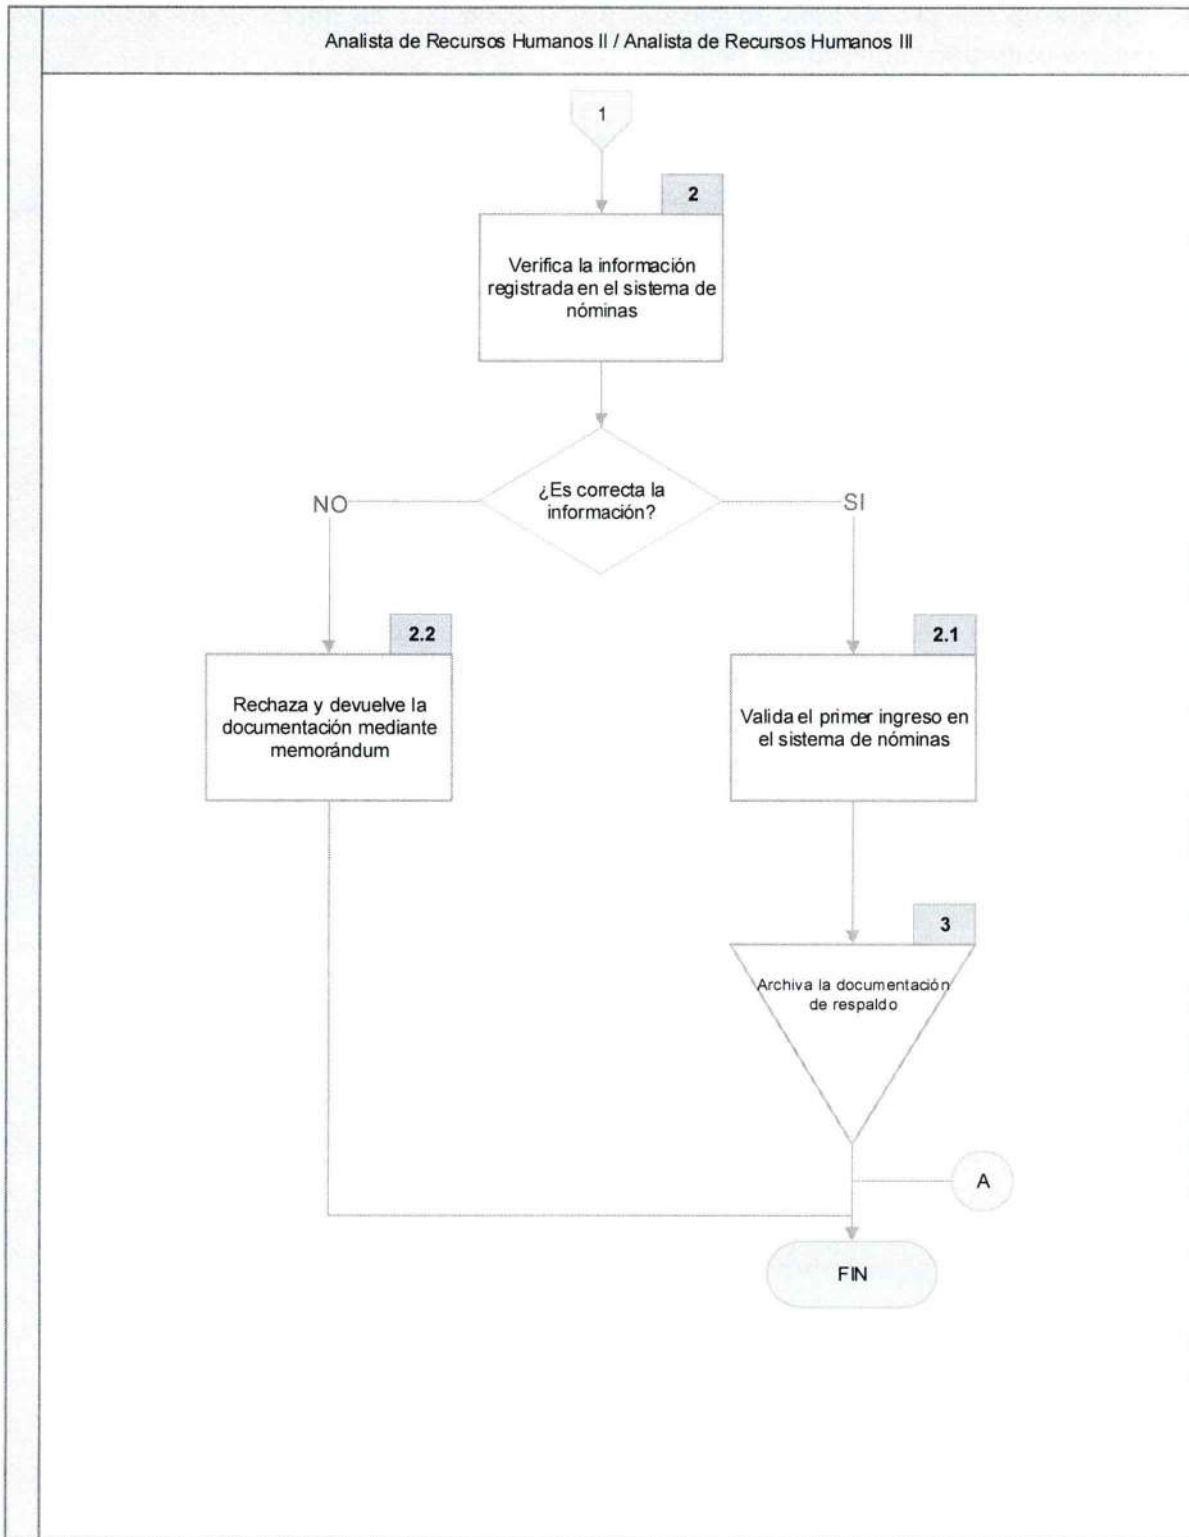 Analista de Recursos Humanos II / Analista de Recursos Humanos III
1
2
Verifica la información
registrada en el sistema de
nóminas
¿Es correcta la
información?
NO
SI
2.2
Rechaza y devuelve la
documentación mediante
memorándum
2.1
Valida el primer ingreso en
el sistema de nóminas
3
Archiva la documentación
de respaldo
A
FIN